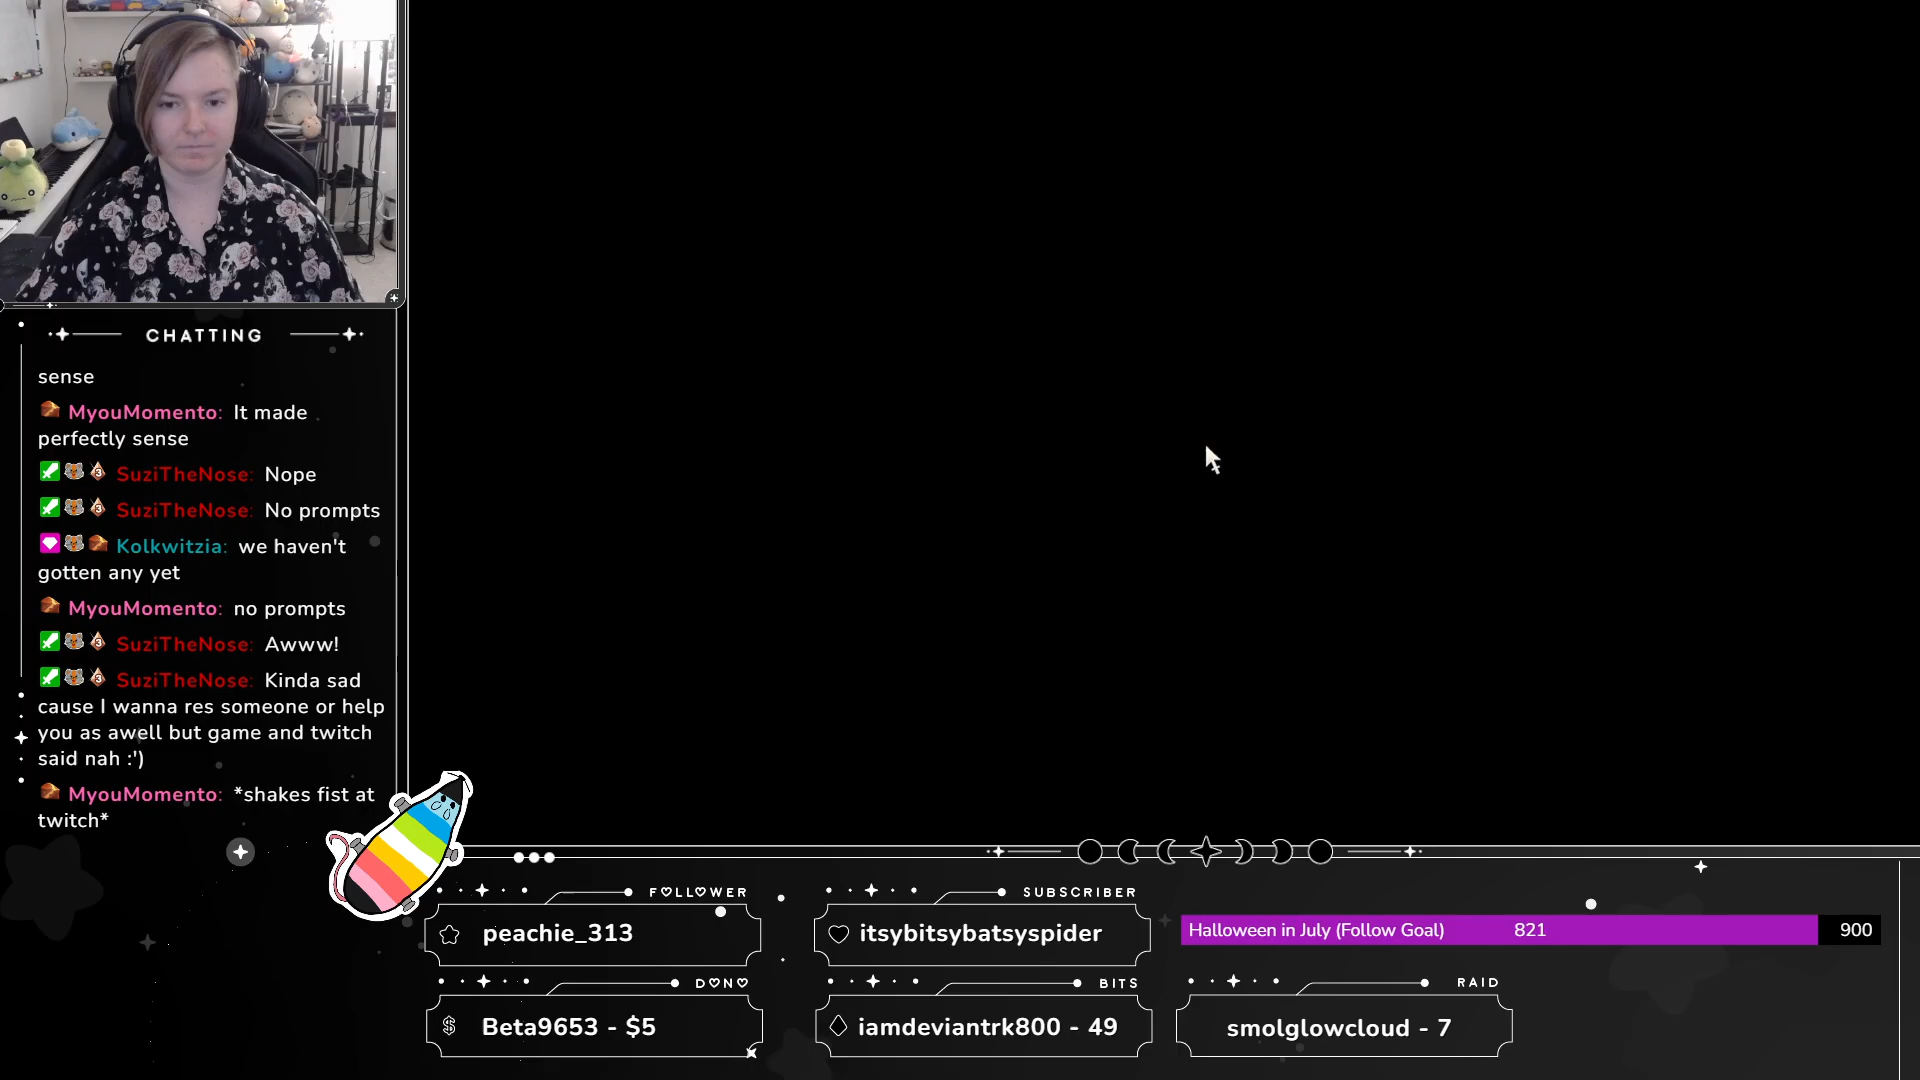 CHATTING
sense
MyouMomento: It made
perfectly sense
SuziTheNose: Nope
SuziTheNose: No prompts
Kolkwitzia: we haven't
gotten any yet
MyouMomento: no prompts
SuziTheNose: Awww!
SuziTheNose: Kinda sad
cause I wanna res someone or help
you as awell but game and twitch
said nah :')
MyouMomento: *shakes fist at
twitch*
F♡LL♡WER
peachie_313
SUBSCRIBER
itsybitsybatsyspider
Halloween in July (Follow Goal) 821 900
D♡N♡
$ Beta9653 - $5
BITS
iamdeviantrk800 - 49
RAID
smolglowcloud - 7